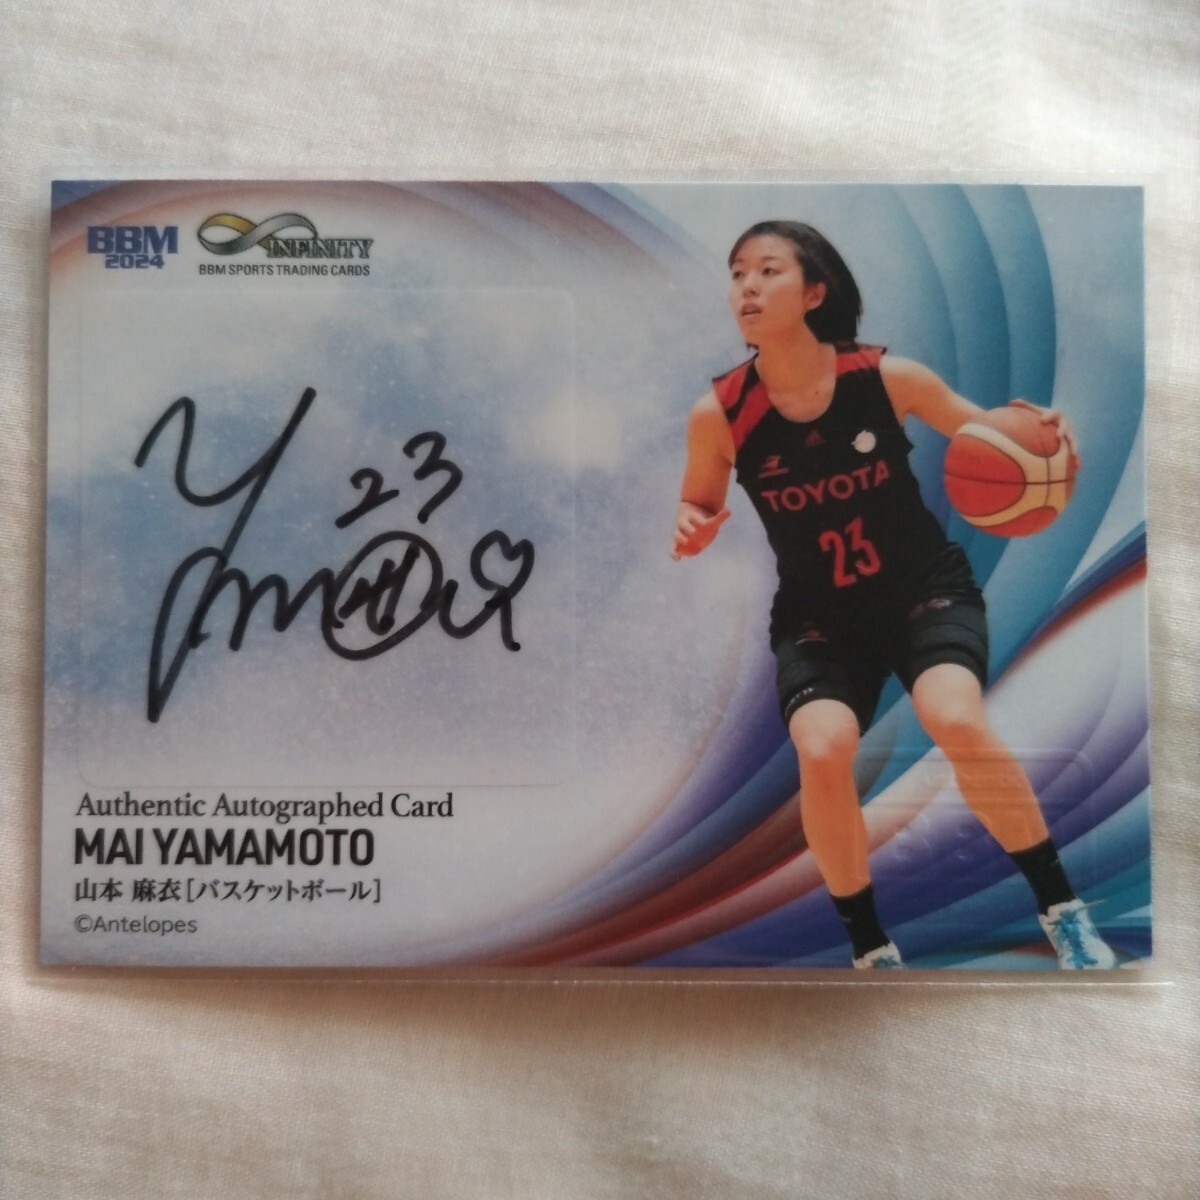 BBM
2024
INFINITY
BBM SPORTS TRADING CARDS
23
TOYOTA
23
Authentic Autographed Card
MAI YAMAMOTO
山本 麻衣[バスケットボール]
©Antelopes